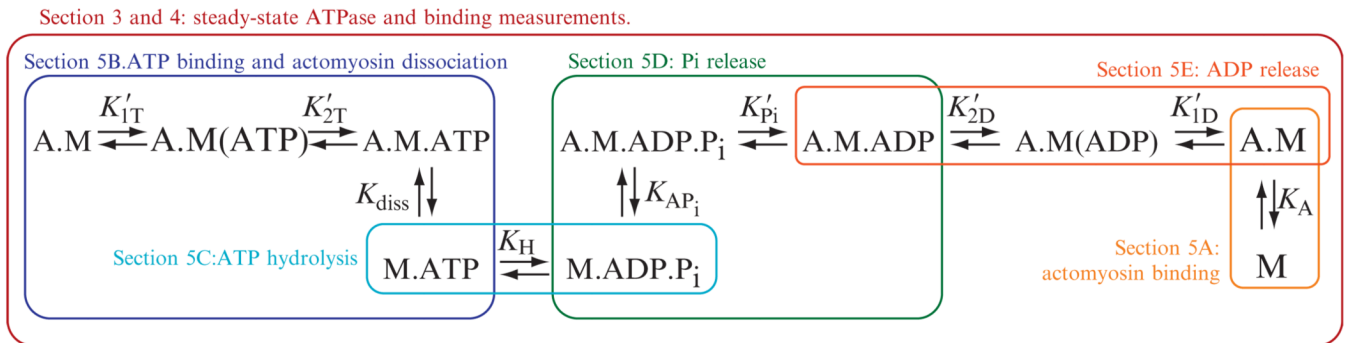 Section 3 and 4: steady-state ATPase and binding measurements.
Section 5B.ATP binding and actomyosin dissociation
Section 5D: Pi release
Section 5E: ADP release
K′1T K′2T K′Pi K′2D K′1D
A.M A.M(ATP) A.M.ATP A.M.ADP.Pi A.M.ADP A.M(ADP) A.M
Kdiss KAPi KA
Section 5C:ATP hydrolysis
KH
M.ATP M.ADP.Pi
Section 5A:
actomyosin binding
M